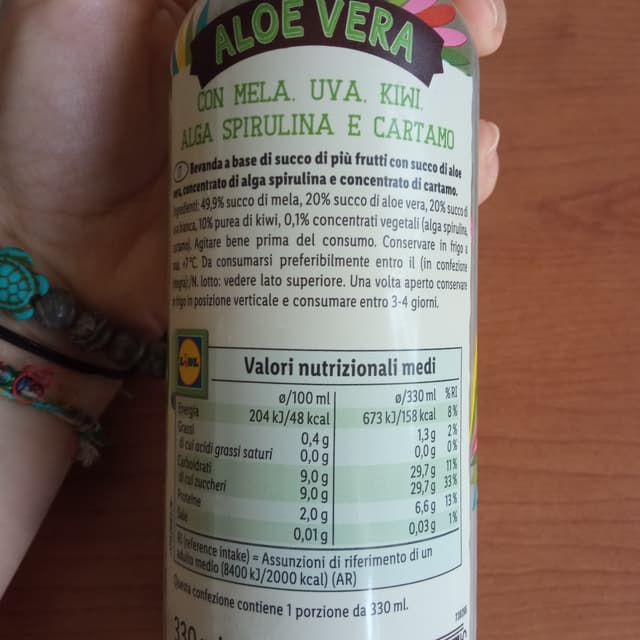 ALOE VERA
CON MELA, UVA, KIWI,
ALGA SPIRULINA E CARTAMO
Bevanda a base di succo di più frutti con succo di aloe
vera, concentrato di alga spirulina e concentrato di cartamo.
Ingredienti: 49,9% succo di mela, 20% succo di aloe vera, 20% succo di
uva bianca, 10% purea di kiwi, 0,1% concentrati vegetali (alga spirulina,
cartamo). Agitare bene prima del consumo. Conservare in frigo a
max. +7°C. Da consumarsi preferibilmente entro il (in confezione
integra)/N. lotto: vedere lato superiore. Una volta aperto conservare
in frigo in posizione verticale e consumare entro 3-4 giorni.
LIDL
Valori nutrizionali medi
ø/100 ml ø/330 ml %RI
Energia 204 kJ/48 kcal 673 kJ/158 kcal 8%
Grassi 0,4 g 1,3 g 2%
di cui acidi grassi saturi 0,0 g 0,0 g 0%
Carboidrati 9,0 g 29,7 g 11%
di cui zuccheri 9,0 g 29,7 g 33%
Proteine 2,0 g 6,6 g 13%
Sale 0,01 g 0,03 g 1%
RI (reference intake) = Assunzioni di riferimento di un
adulto medio (8400 kJ/2000 kcal) (AR)
Questa confezione contiene 1 porzione da 330 ml.